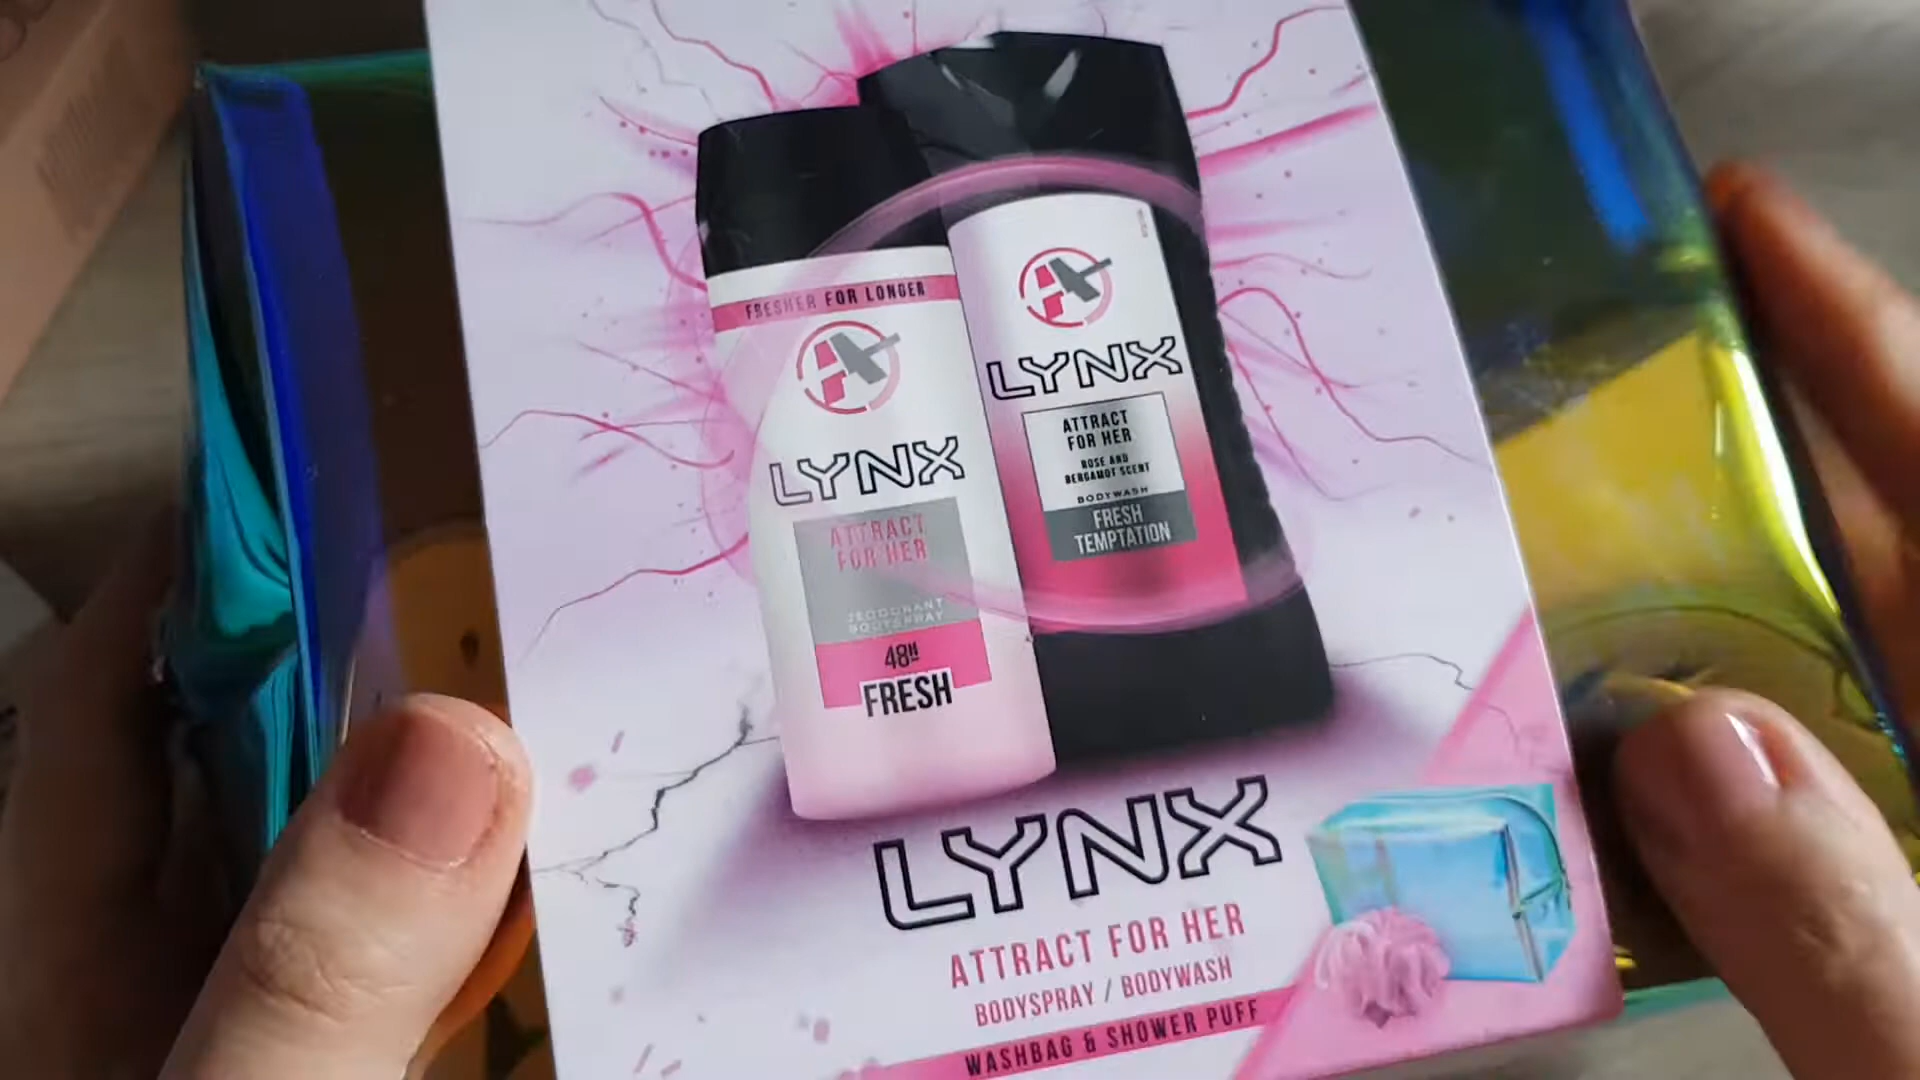 FRESHER FOR LONGER
LYNX
ATTRACT
FOR HER
DEODORANT
BODYSPRAY
48H
FRESH
LYNX
ATTRACT
FOR HER
ROSE AND
BERGAMOT SCENT
BODYWASH
FRESH
TEMPTATION
LYNX
ATTRACT FOR HER
BODYSPRAY / BODYWASH
WASHBAG & SHOWER PUFF